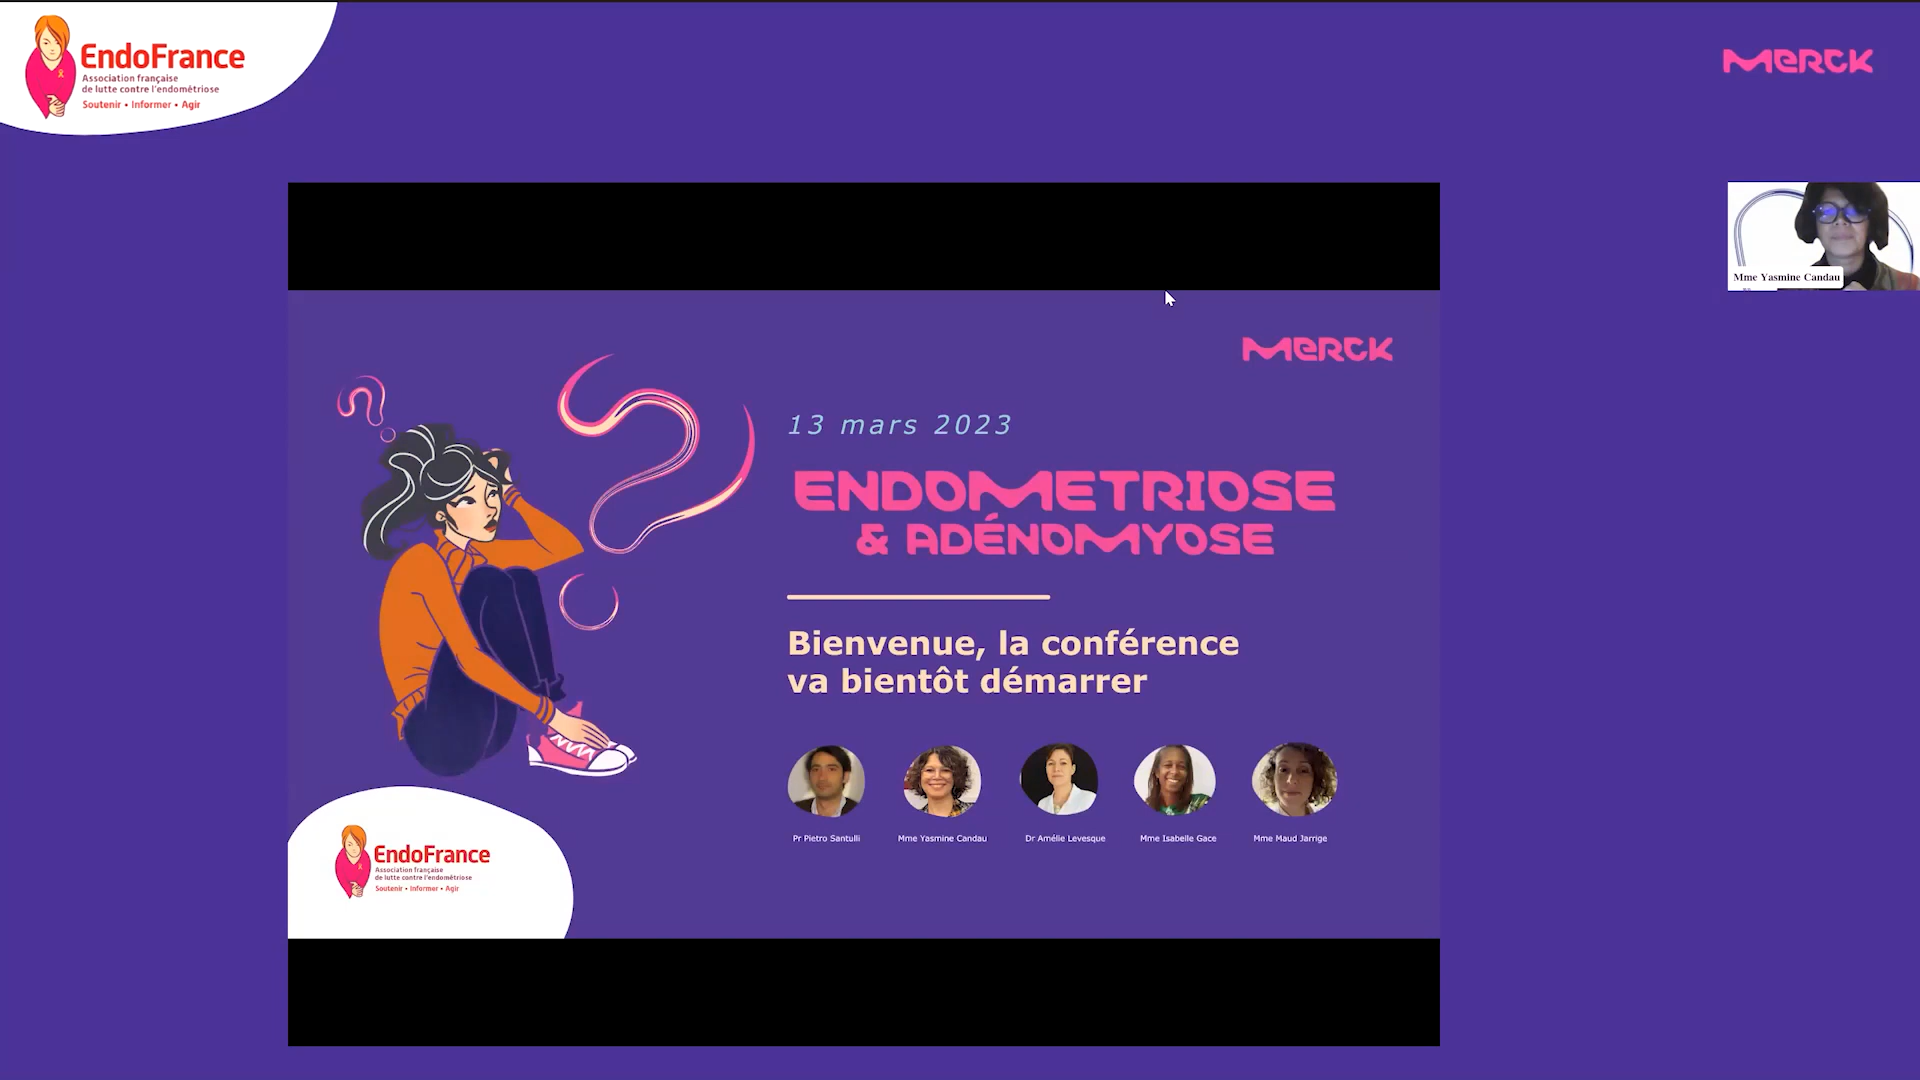 EndoFrance
Association française
de lutte contre l'endométriose
Soutenir • Informer • Agir
MERCK
Mme Yasmine Candau
MERCK
13 mars 2023
ENDOMETRIOSE
& ADÉNOMYOSE
Bienvenue, la conférence
va bientôt démarrer
Pr Pietro Santulli
Mme Yasmine Candau
Dr Amélie Levesque
Mme Isabelle Gace
Mme Maud Jarrige
EndoFrance
Association française
de lutte contre l'endométriose
Soutenir • Informer • Agir